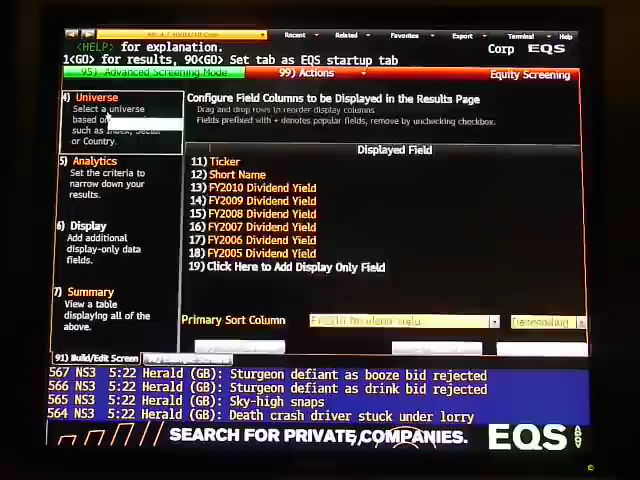 Recent Related Favorites Export Terminal Help
<HELP> for explanation. Corp EQS
1<GO> for results, 90<GO> Set tab as EQS startup tab
95) Advanced Screening Mode 99) Actions Equity Screening
4) Universe
Select a universe
based on
such as Index, Sector
or Country.
5) Analytics
Set the criteria to
narrow down your
results.
6) Display
Add additional
display-only data
fields.
7) Summary
View a table
displaying all of the
above.
Configure Field Columns to be Displayed in the Results Page
Drag and drop rows to reorder display columns
Fields prefixed with • denotes popular fields, remove by unchecking checkbox.
Displayed Field
11) Ticker
12) Short Name
13) FY2010 Dividend Yield
14) FY2009 Dividend Yield
15) FY2008 Dividend Yield
16) FY2007 Dividend Yield
17) FY2006 Dividend Yield
18) FY2005 Dividend Yield
19) Click Here to Add Display Only Field
Primary Sort Column Dividend Yield Descending
91) Build/Edit Screen
567 NS3 5:22 Herald (GB): Sturgeon defiant as booze bid rejected
566 NS3 5:22 Herald (GB): Sturgeon defiant as drink bid rejected
565 NS3 5:22 Herald (GB): Sky-high snaps
564 NS3 5:22 Herald (GB): Death crash driver stuck under lorry
SEARCH FOR PRIVATE COMPANIES. EQS